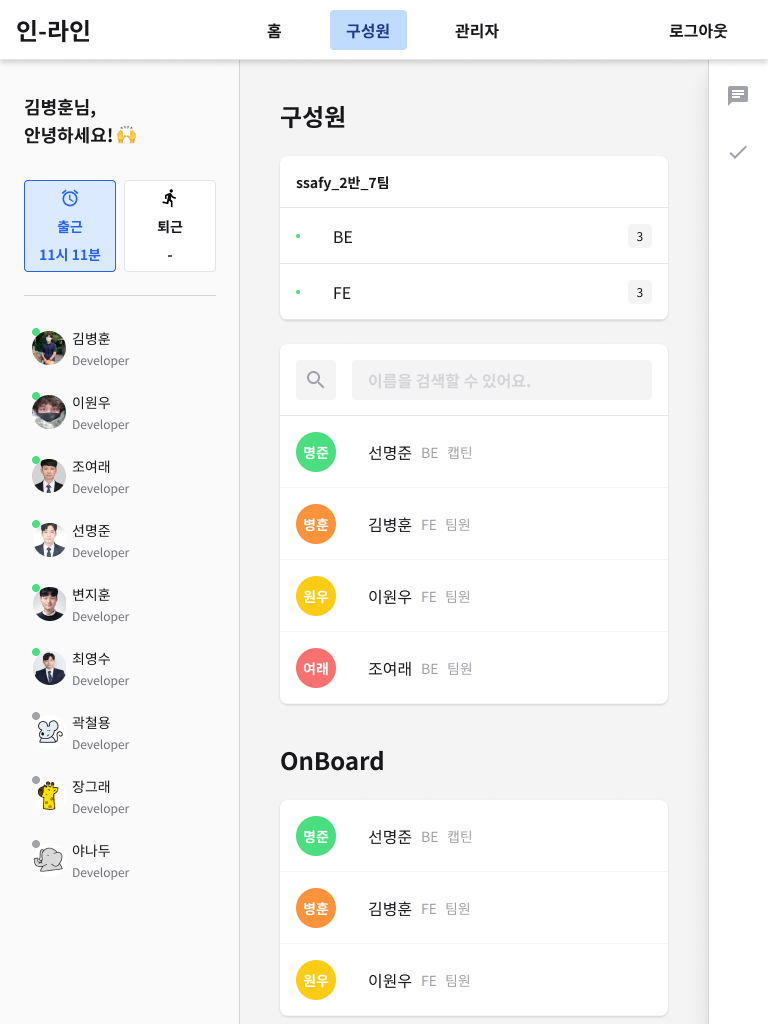 인-라인
홈
구성원
관리자
로그아웃
김병훈님,
안녕하세요! 🙌
출근
11시 11분
퇴근
-
김병훈
Developer
이원우
Developer
조여래
Developer
선명준
Developer
변지훈
Developer
최영수
Developer
곽철용
Developer
장그래
Developer
야나두
Developer
구성원
ssafy_2반_7팀
BE 3
FE 3
이름을 검색할 수 있어요.
명준 선명준 BE 캡틴
병훈 김병훈 FE 팀원
원우 이원우 FE 팀원
여래 조여래 BE 팀원
OnBoard
명준 선명준 BE 캡틴
병훈 김병훈 FE 팀원
원우 이원우 FE 팀원